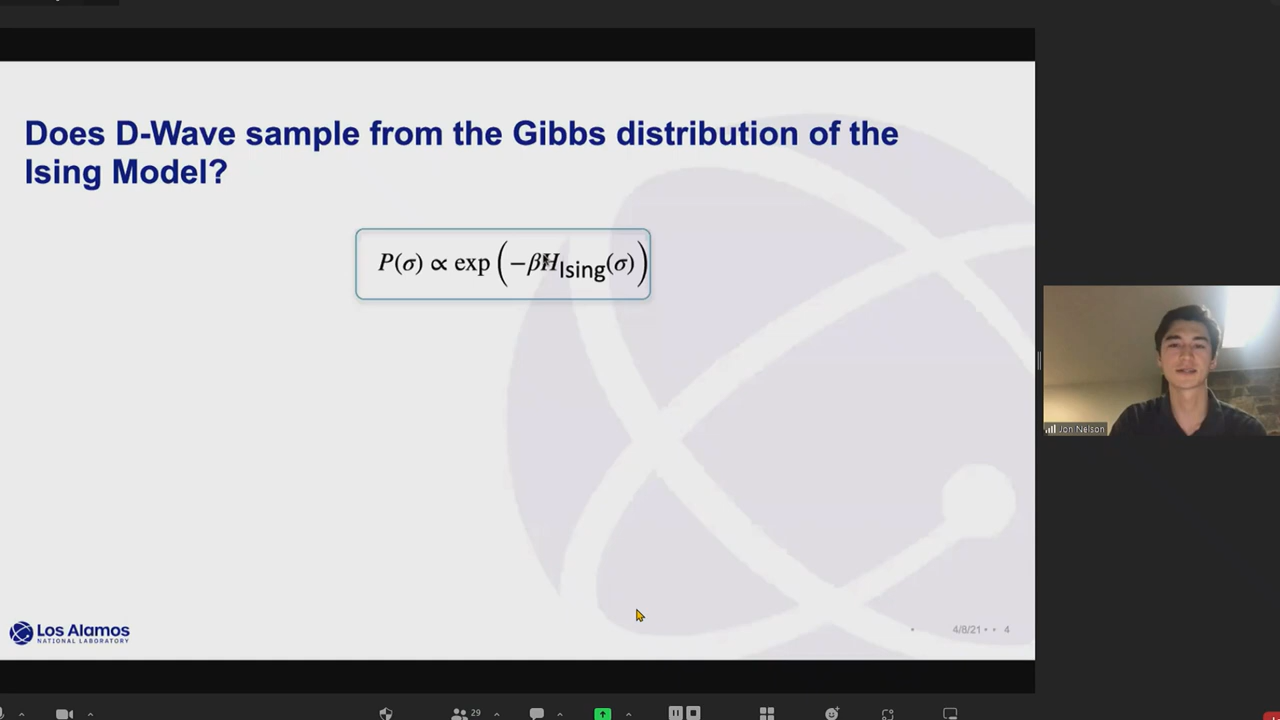 Does D-Wave sample from the Gibbs distribution of the
Ising Model?
P(σ) ∝ exp (−βH_Ising(σ))
Jon Nelson
Los Alamos
NATIONAL LABORATORY
4/8/21 • • 4
29